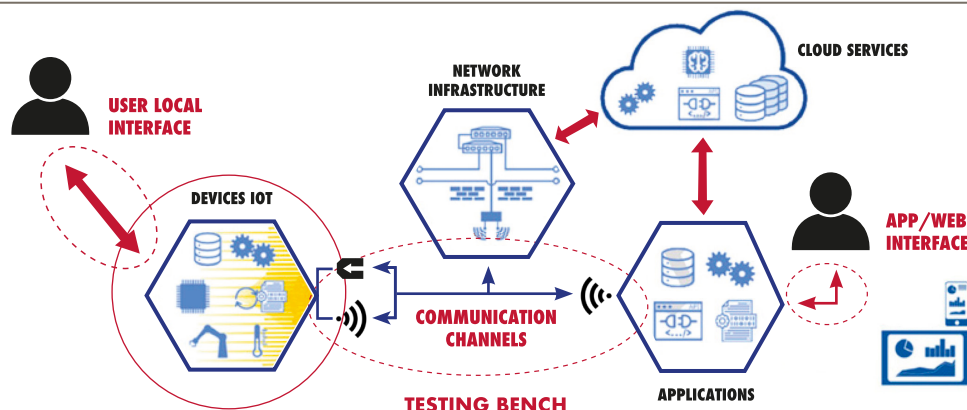 CLOUD SERVICES
NETWORK
INFRASTRUCTURE
USER LOCAL
INTERFACE
DEVICES IOT
APP/WEB
INTERFACE
COMMUNICATION
CHANNELS
APPLICATIONS
TESTING BENCH